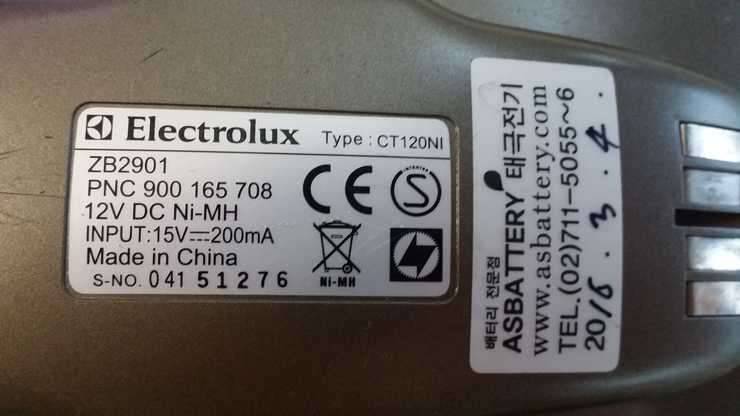 Electrolux Type : CT120NI
ZB2901
PNC 900 165 708
12V DC Ni-MH
INPUT:15V⎓200mA
Made in China
S-NO. 041 51276
CE
S
NI-MH
배터리 전문점
ASBATTERY 태극전기
www.asbattery.com
TEL.(02)711-5055~6
2016. 3. 4.